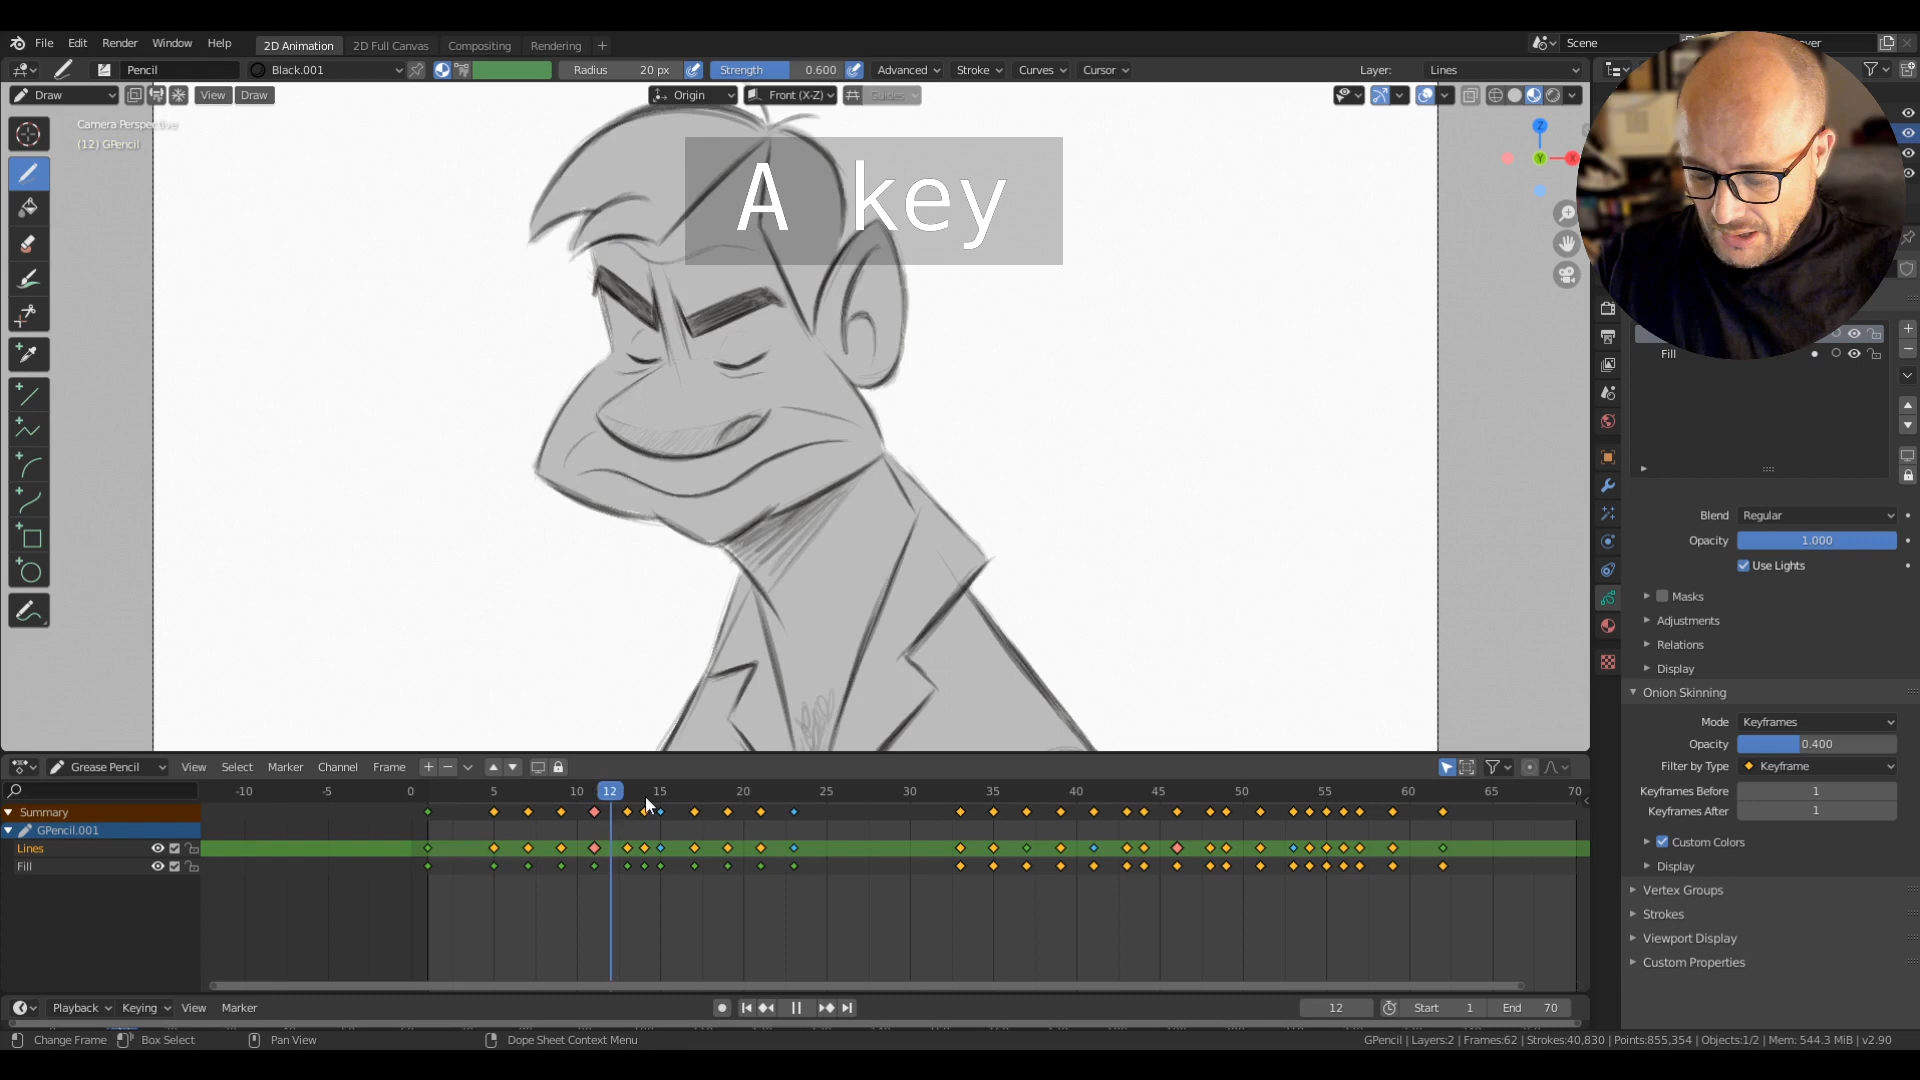 File Edit Render Window Help 2D Animation 2D Full Canvas Compositing Rendering + Scene
Pencil Black.001 Radius 20 px Strength 0.600 Advanced Stroke Curves Cursor Layer: Lines
Draw View Draw Origin Front (X-Z) Guides
Camera Perspective
(12) GPencil
Z
Y X
A key
Fill
Blend Regular
Opacity 1.000
Use Lights
Masks
Adjustments
Relations
Display
Onion Skinning
Mode Keyframes
Opacity 0.400
Filter by Type Keyframe
Keyframes Before 1
Keyframes After 1
Custom Colors
Display
Vertex Groups
Strokes
Viewport Display
Custom Properties
Grease Pencil View Select Marker Channel Frame
-10 -5 0 5 10 12 15 20 25 30 35 40 45 50 55 60 65 70
Summary
GPencil.001
Lines
Fill
Playback Keying View Marker 12 Start 1 End 70
Change Frame Box Select Pan View Dope Sheet Context Menu GPencil | Layers:2 | Frames:62 | Strokes:40,830 | Points:855,354 | Objects:1/2 | Mem: 544.3 MiB | v2.90